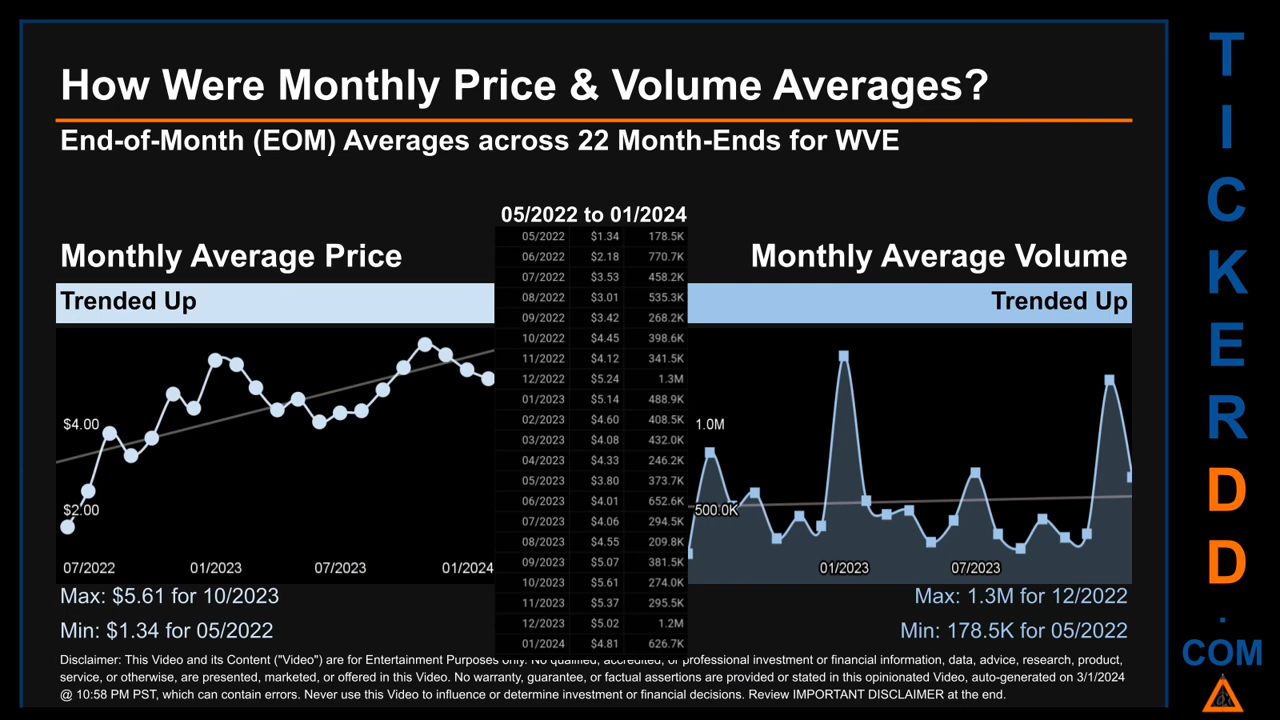 How Were Monthly Price & Volume Averages?
End-of-Month (EOM) Averages across 22 Month-Ends for WVE
05/2022 to 01/2024
Monthly Average Price
Trended Up
$4.00
$2.00
07/2022 01/2023 07/2023 01/2024
Max: $5.61 for 10/2023
Min: $1.34 for 05/2022
05/2022 $1.34 178.5K
06/2022 $2.18 770.7K
07/2022 $3.53 458.2K
08/2022 $3.01 535.3K
09/2022 $3.42 268.2K
10/2022 $4.45 398.6K
11/2022 $4.12 341.5K
12/2022 $5.24 1.3M
01/2023 $5.14 488.9K
02/2023 $4.60 408.5K
03/2023 $4.08 432.0K
04/2023 $4.33 246.2K
05/2023 $3.80 373.7K
06/2023 $4.01 652.6K
07/2023 $4.06 294.5K
08/2023 $4.55 209.8K
09/2023 $5.07 381.5K
10/2023 $5.61 274.0K
11/2023 $5.37 295.5K
12/2023 $5.02 1.2M
01/2024 $4.81 626.7K
Monthly Average Volume
Trended Up
1.0M
500.0K
01/2023 07/2023
Max: 1.3M for 12/2022
Min: 178.5K for 05/2022
Disclaimer: This Video and its Content ("Video") are for Entertainment Purposes only. No qualified, accredited, or professional investment or financial information, data, advice, research, product,
service, or otherwise, are presented, marketed, or offered in this Video. No warranty, guarantee, or factual assertions are provided or stated in this opinionated Video, auto-generated on 3/1/2024
@ 10:58 PM PST, which can contain errors. Never use this Video to influence or determine investment or financial decisions. Review IMPORTANT DISCLAIMER at the end.
TICKERDD
.
COM